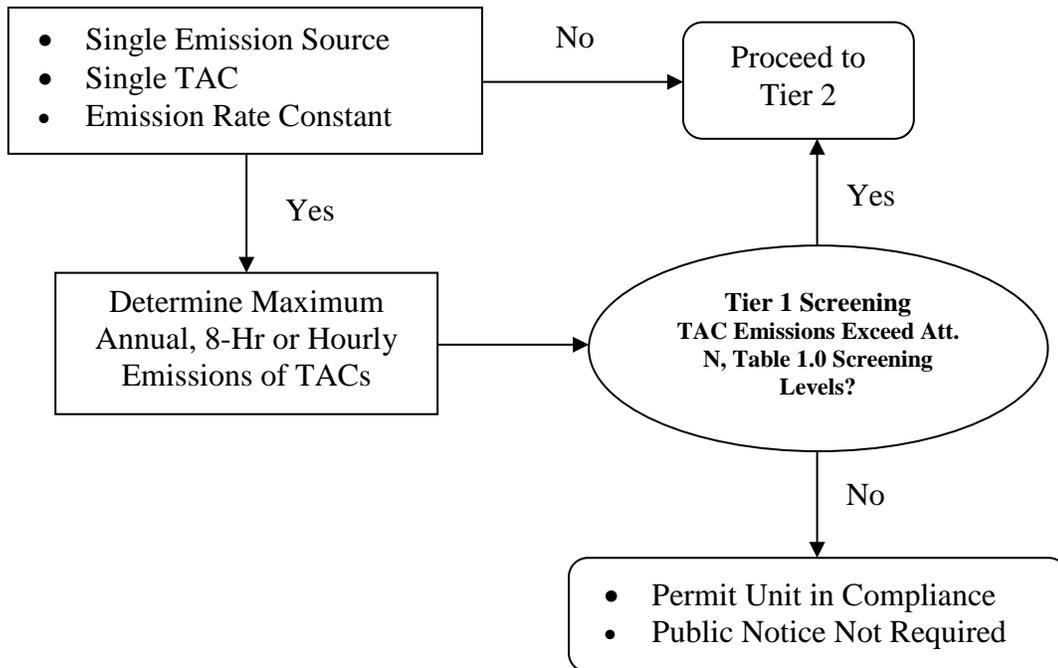 • Single Emission Source
• Single TAC
• Emission Rate Constant
No
Proceed to
Tier 2
Yes
Yes
Determine Maximum
Annual, 8-Hr or Hourly
Emissions of TACs
Tier 1 Screening
TAC Emissions Exceed Att.
N, Table 1.0 Screening
Levels?
No
• Permit Unit in Compliance
• Public Notice Not Required